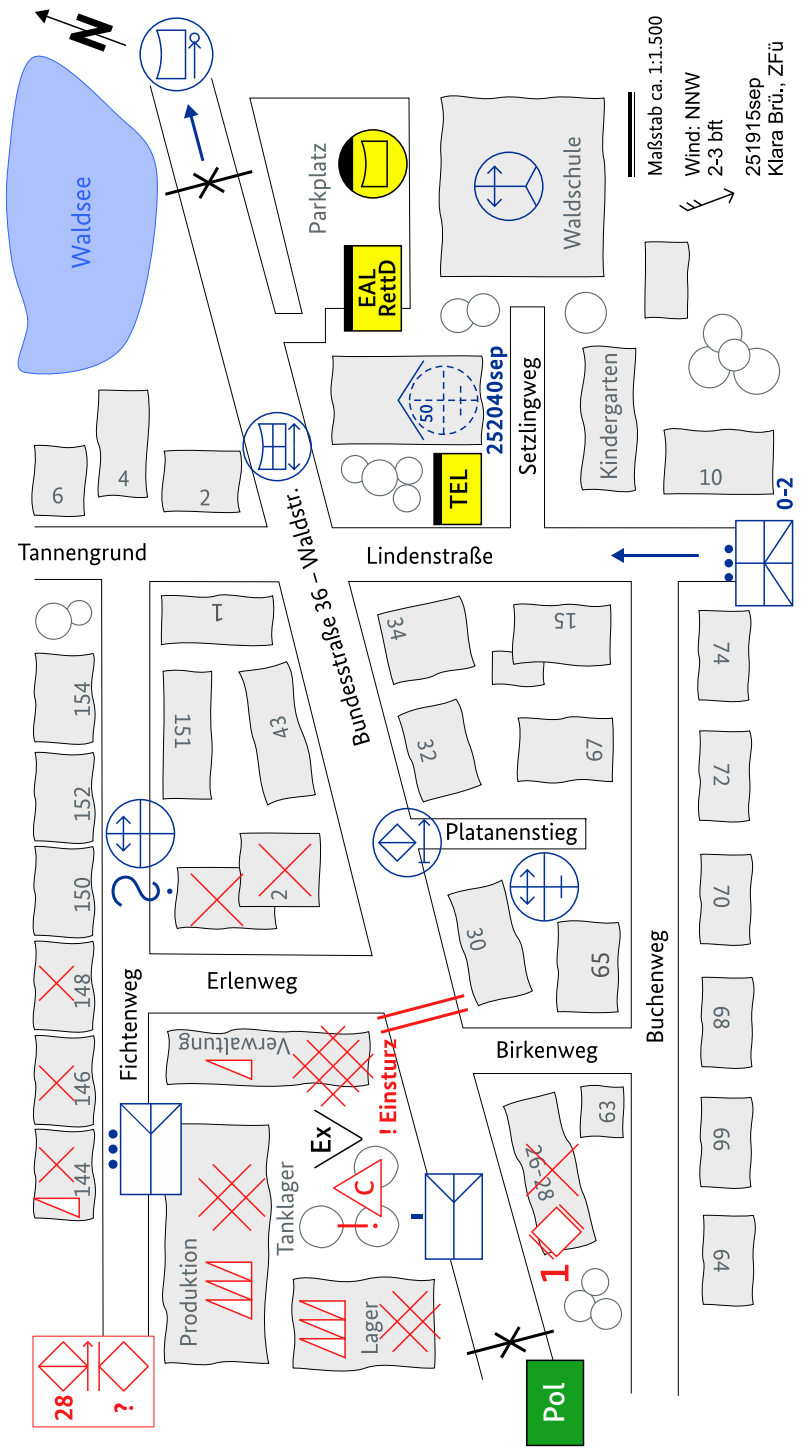 N
Waldsee
Parkplatz
Waldschule
Maßstab ca. 1:1.500
Wind: NNW
2-3 bft
251915sep
Klara Brü., ZFü
EAL
RettD
50
252040sep
TEL
Setzlingweg
Kindergarten
6
4
2
10
0-2
Tannengrund
Lindenstraße
Bundesstraße 36 – Waldstr.
154
152
150
148
146
144
1
151
43
2
?
34
32
15
67
74
72
70
68
66
64
Platanenstieg
30
65
Fichtenweg
Erlenweg
Buchenweg
Birkenweg
Verwaltung
! Einsturz
Ex
C
!
Tanklager
Produktion
Lager
29-28
63
1
28
?
Pol